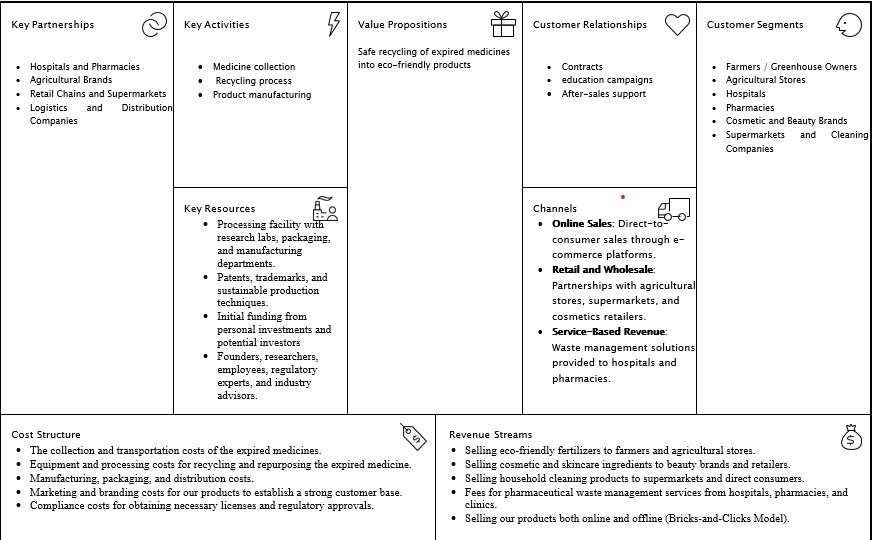 Key Partnerships
Hospitals and Pharmacies
Agricultural Brands
Retail Chains and Supermarkets
Logistics and Distribution
Companies
Key Activities
Medicine collection
Recycling process
Product manufacturing
Key Resources
Processing facility with
research labs, packaging,
and manufacturing
departments.
Patents, trademarks, and
sustainable production
techniques.
Initial funding from
personal investments and
potential investors
Founders, researchers,
employees, regulatory
experts, and industry
advisors.
Value Propositions
Safe recycling of expired medicines
into eco-friendly products
Customer Relationships
Contracts
education campaigns
After-sales support
Channels
Online Sales: Direct-to-
consumer sales through e-
commerce platforms.
Retail and Wholesale:
Partnerships with agricultural
stores, supermarkets, and
cosmetics retailers.
Service-Based Revenue:
Waste management solutions
provided to hospitals and
pharmacies.
Customer Segments
Farmers / Greenhouse Owners
Agricultural Stores
Hospitals
Pharmacies
Cosmetic and Beauty Brands
Supermarkets and Cleaning
Companies
Cost Structure
The collection and transportation costs of the expired medicines.
Equipment and processing costs for recycling and repurposing the expired medicine.
Manufacturing, packaging, and distribution costs.
Marketing and branding costs for our products to establish a strong customer base.
Compliance costs for obtaining necessary licenses and regulatory approvals.
Revenue Streams
Selling eco-friendly fertilizers to farmers and agricultural stores.
Selling cosmetic and skincare ingredients to beauty brands and retailers.
Selling household cleaning products to supermarkets and direct consumers.
Fees for pharmaceutical waste management services from hospitals, pharmacies, and
clinics.
Selling our products both online and offline (Bricks-and-Clicks Model).